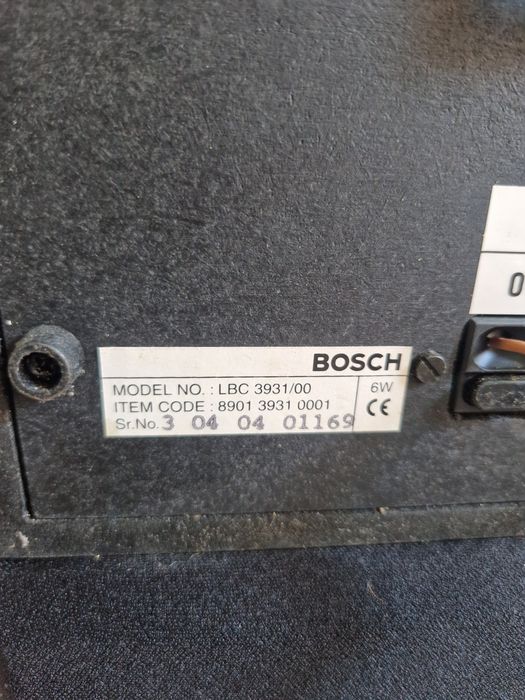 0
BOSCH
MODEL NO. : LBC 3931/00
6W
ITEM CODE : 8901 3931 0001
CE
Sr.No. 3 04 04 01169